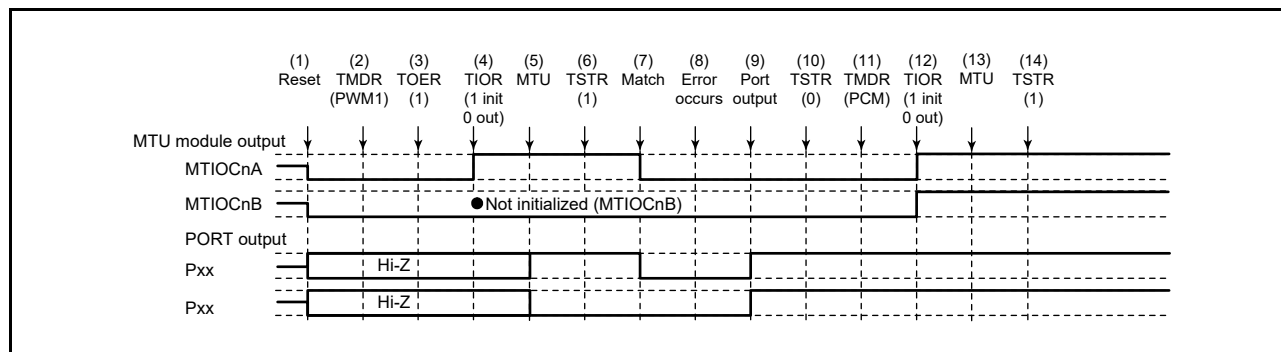 (1) (2) (3) (4) (5) (6) (7) (8) (9) (10) (11) (12) (13) (14)
Reset TMDR TOER TIOR MTU TSTR Match Error Port TSTR TMDR TIOR MTU TSTR
(PWM1) (1) (1 init (1) occurs output (0) (PCM) (1 init (1)
0 out) 0 out)
MTU module output
MTIOCnA
MTIOCnB ●Not initialized (MTIOCnB)
PORT output
Pxx Hi-Z
Pxx Hi-Z